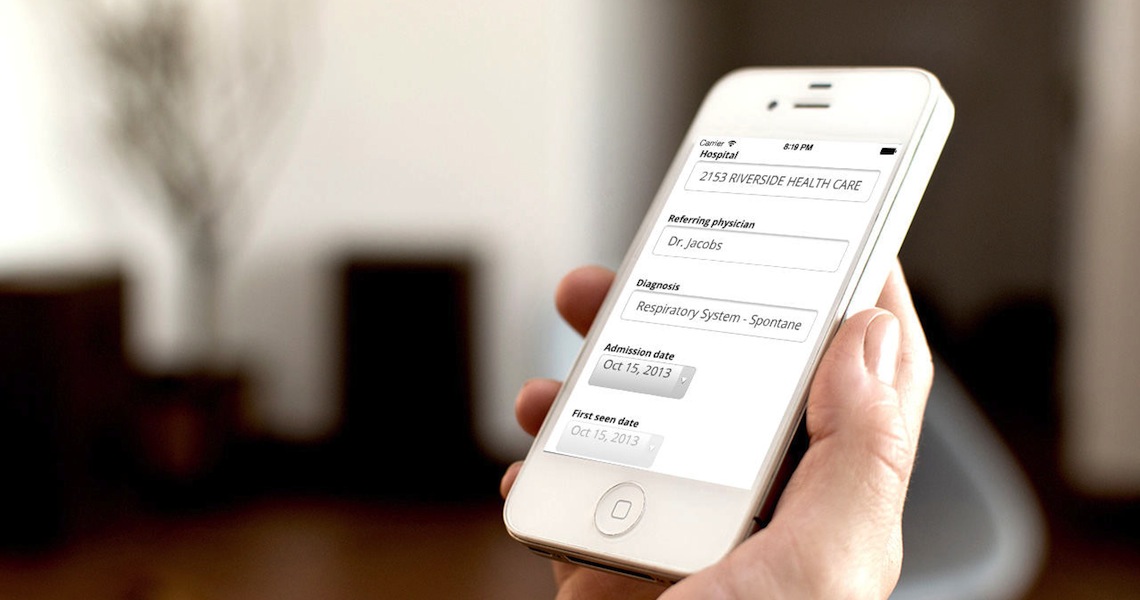 Carrier 8:19 PM
Hospital
2153 RIVERSIDE HEALTH CARE
Referring physician
Dr. Jacobs
Diagnosis
Respiratory System - Spontane
Admission date
Oct 15, 2013
First seen date
Oct 15, 2013